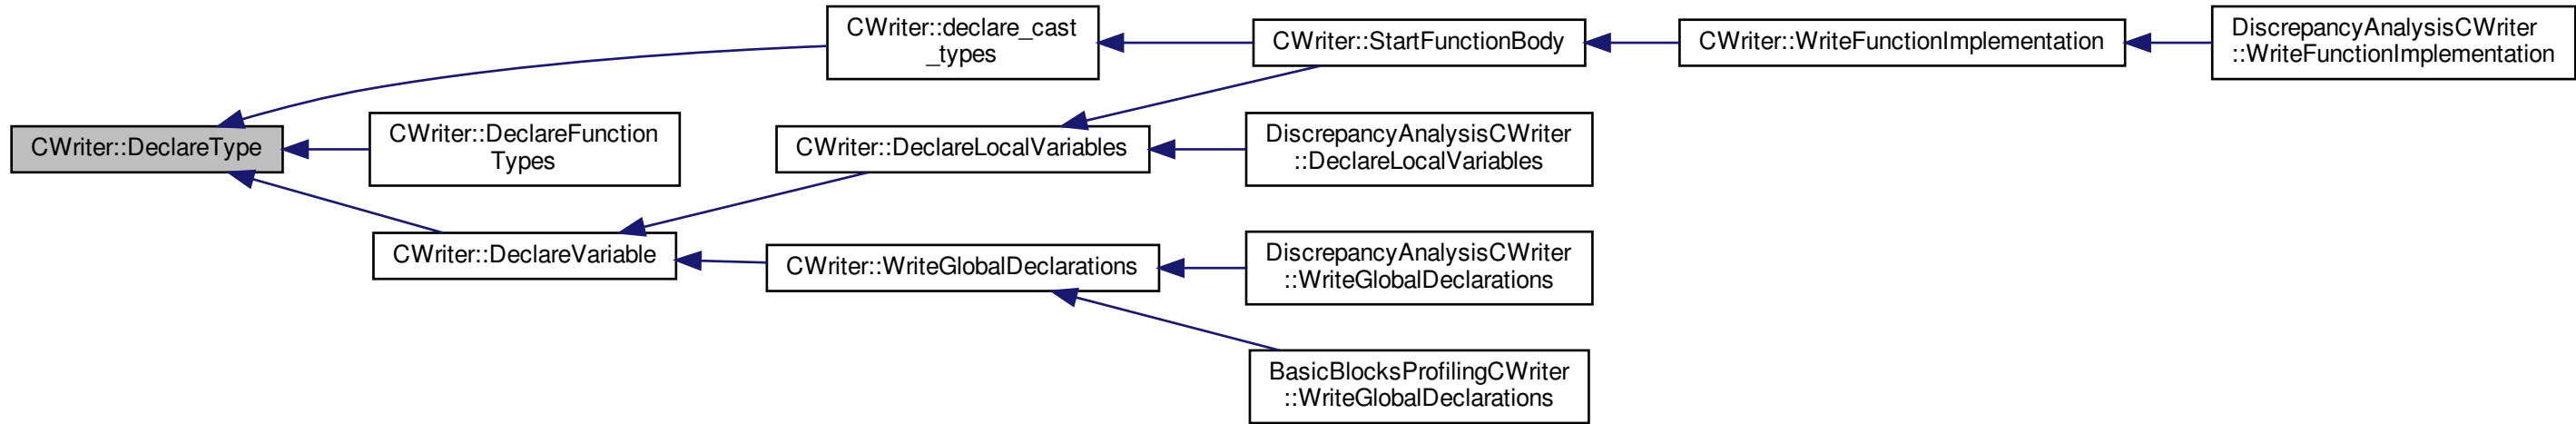 CWriter::DeclareType
CWriter::declare_cast
_types
CWriter::DeclareFunction
Types
CWriter::DeclareVariable
CWriter::DeclareLocalVariables
CWriter::WriteGlobalDeclarations
CWriter::StartFunctionBody
DiscrepancyAnalysisCWriter
::DeclareLocalVariables
DiscrepancyAnalysisCWriter
::WriteGlobalDeclarations
BasicBlocksProfilingCWriter
::WriteGlobalDeclarations
CWriter::WriteFunctionImplementation
DiscrepancyAnalysisCWriter
::WriteFunctionImplementation